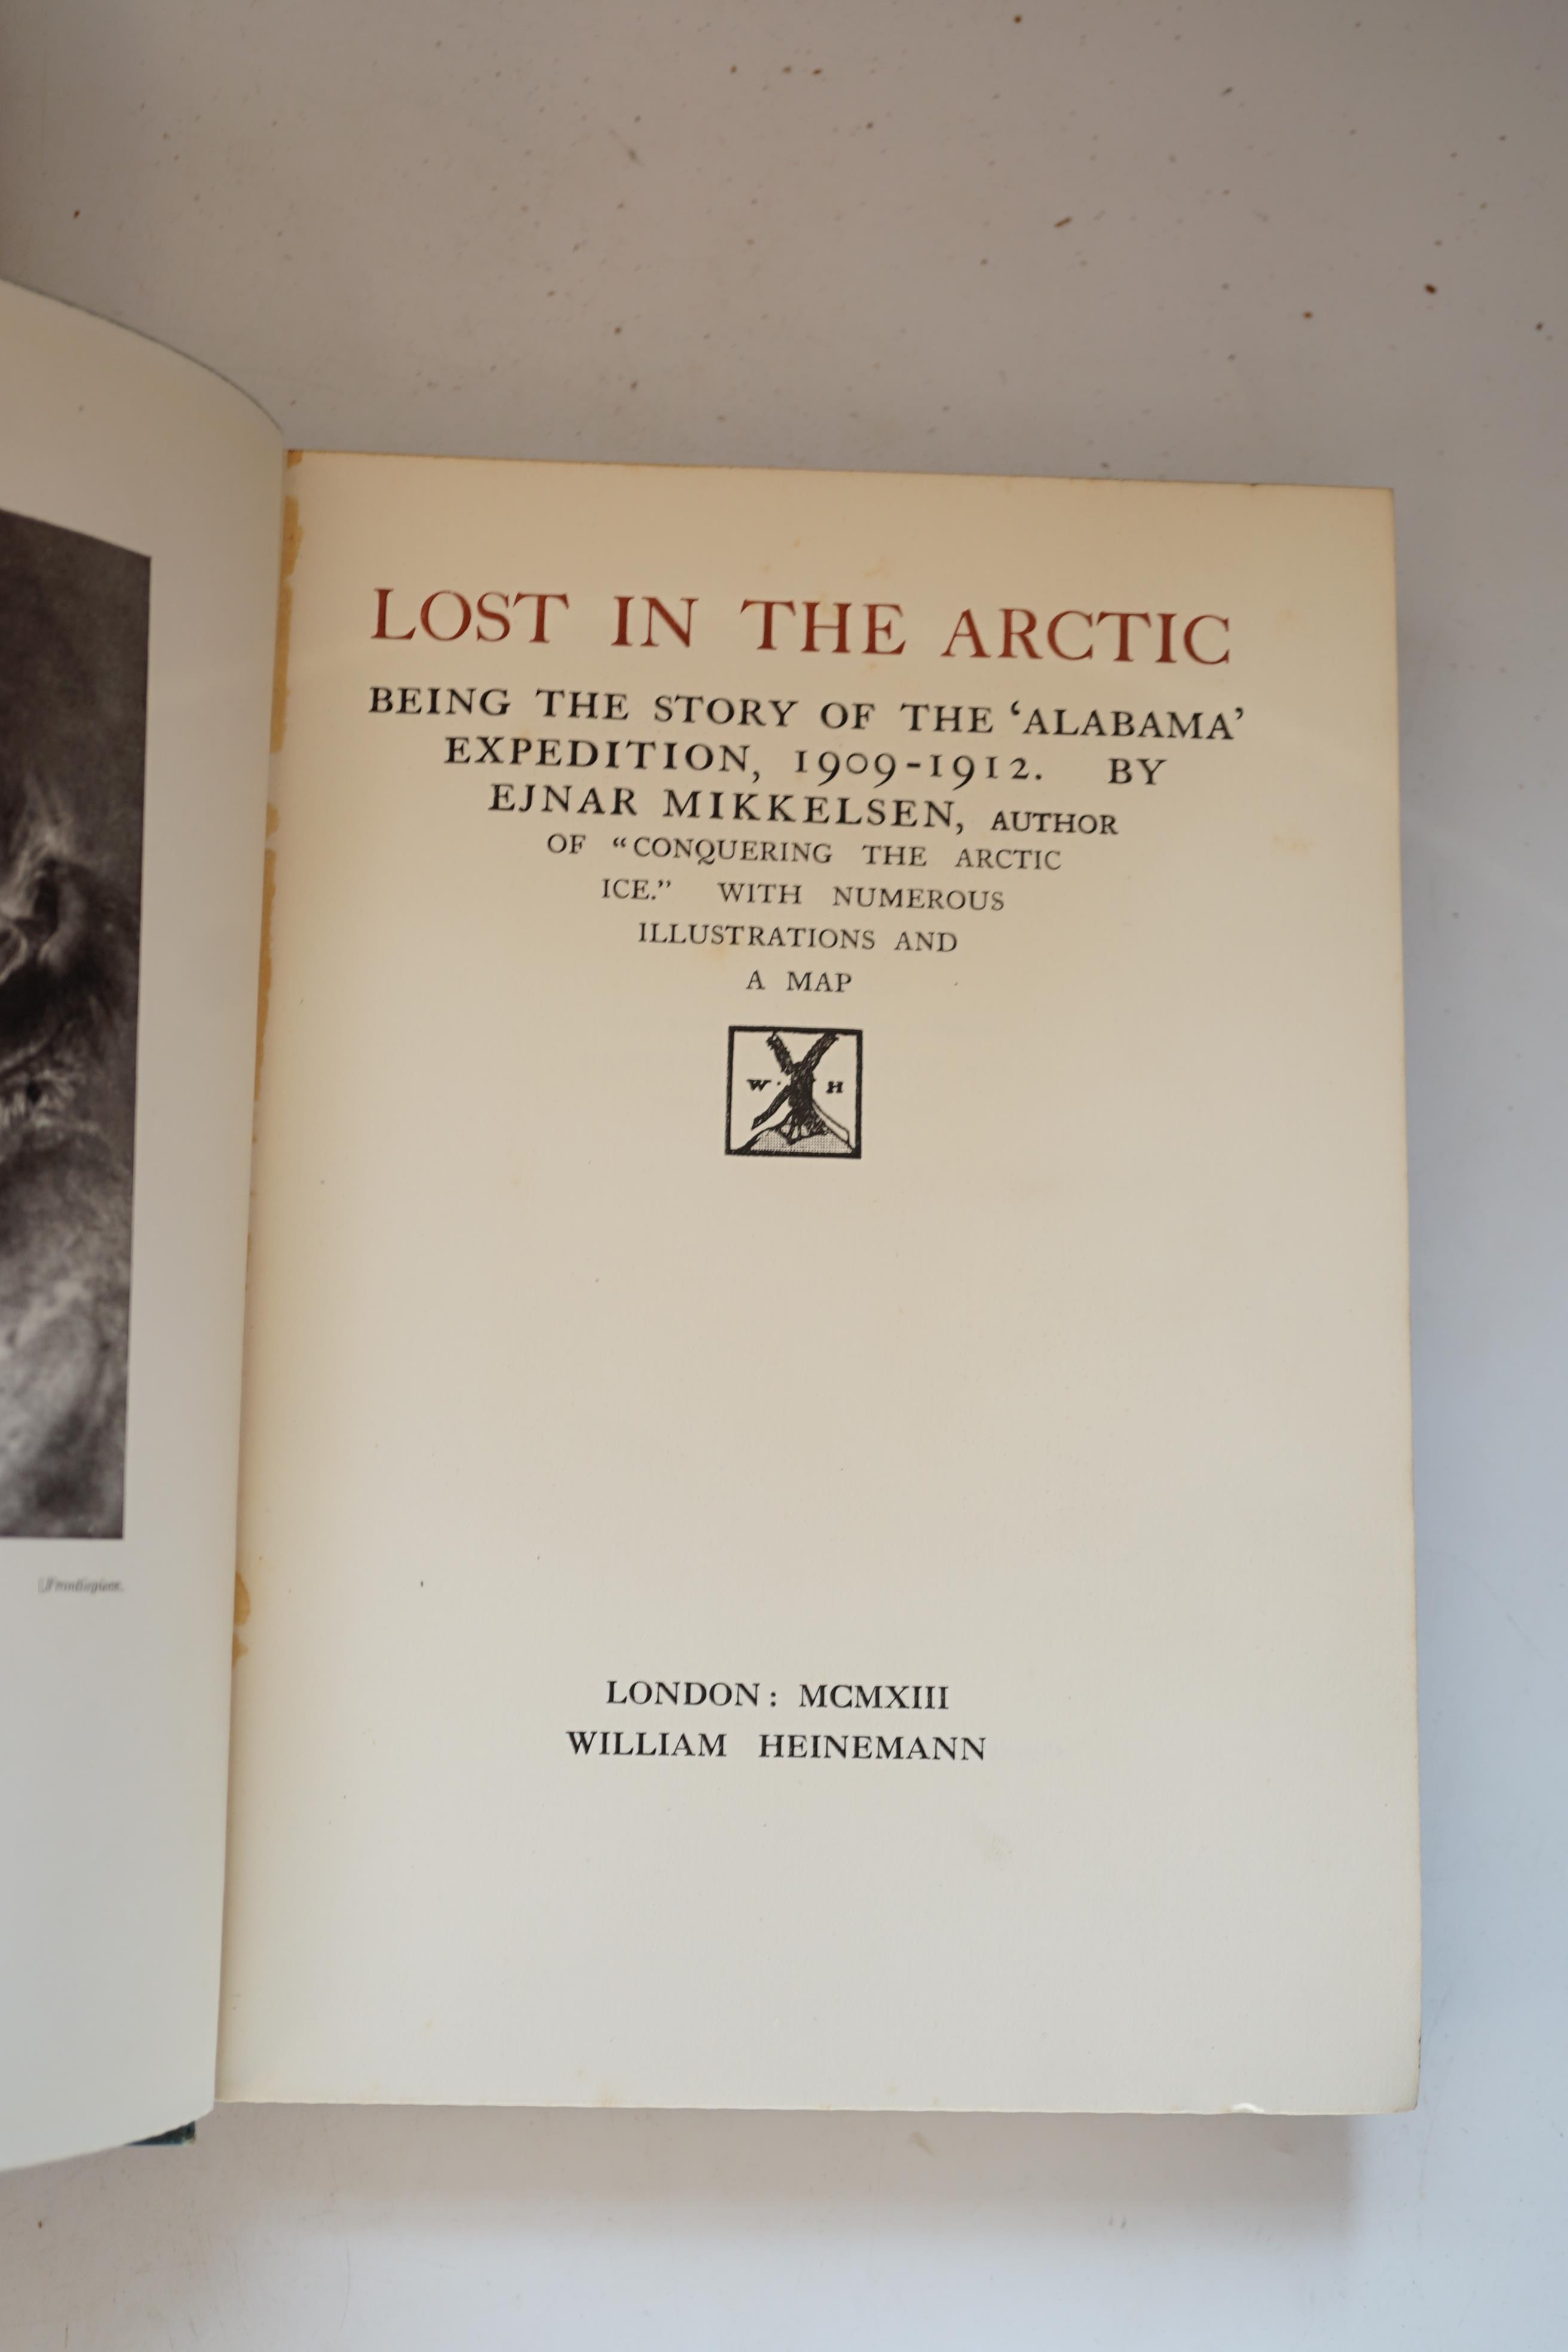 LOST IN THE ARCTIC
BEING THE STORY OF THE ‘ALABAMA’
EXPEDITION, 1909-1912. BY
EJNAR MIKKELSEN, AUTHOR
OF “CONQUERING THE ARCTIC
ICE.” WITH NUMEROUS
ILLUSTRATIONS AND
A MAP
W · H
LONDON: MCMXIII
WILLIAM HEINEMANN
[Frontispiece.